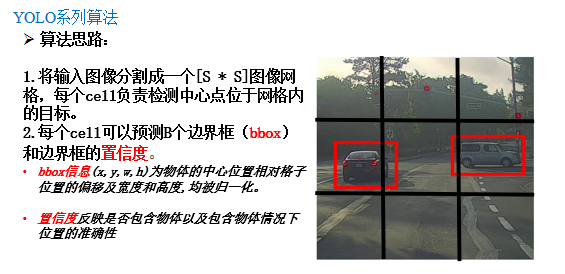 YOLO系列算法
➢ 算法思路：
1.将输入图像分割成一个[S * S]图像网
格，每个cell负责检测中心点位于网格内
的目标。
2.每个cell可以预测B个边界框（bbox）
和边界框的置信度。
• bbox信息(x,y,w,h)为物体的中心位置相对格子
位置的偏移及宽度和高度,均被归一化。
• 置信度反映是否包含物体以及包含物体情况下
位置的准确性